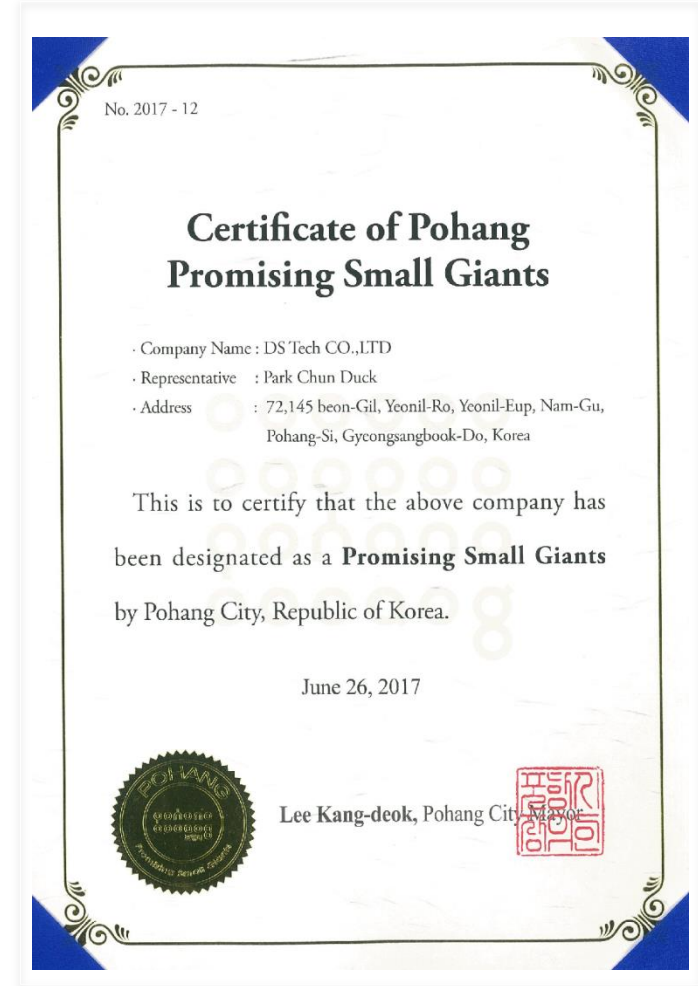 No. 2017 - 12
Certificate of Pohang
Promising Small Giants
· Company Name : DS Tech CO.,LTD
· Representative : Park Chun Duck
· Address : 72,145 beon-Gil, Yeonil-Ro, Yeonil-Eup, Nam-Gu,
Pohang-Si, Gyeongsangbook-Do, Korea
This is to certify that the above company has
been designated as a Promising Small Giants
by Pohang City, Republic of Korea.
June 26, 2017
POHANG
Promising Small Giants
Lee Kang-deok, Pohang City Mayor